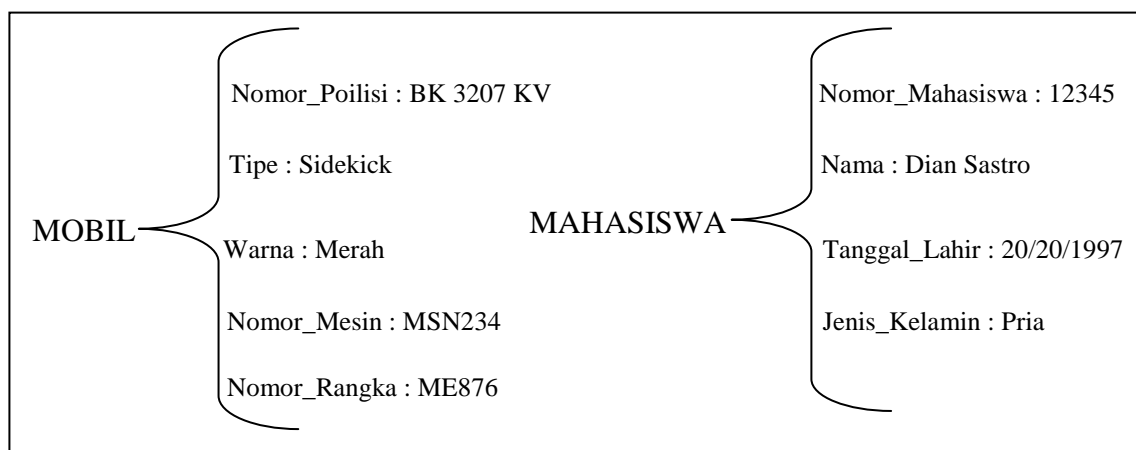 MOBIL
Nomor_Poilisi : BK 3207 KV
Tipe : Sidekick
Warna : Merah
Nomor_Mesin : MSN234
Nomor_Rangka : ME876
MAHASISWA
Nomor_Mahasiswa : 12345
Nama : Dian Sastro
Tanggal_Lahir : 20/20/1997
Jenis_Kelamin : Pria